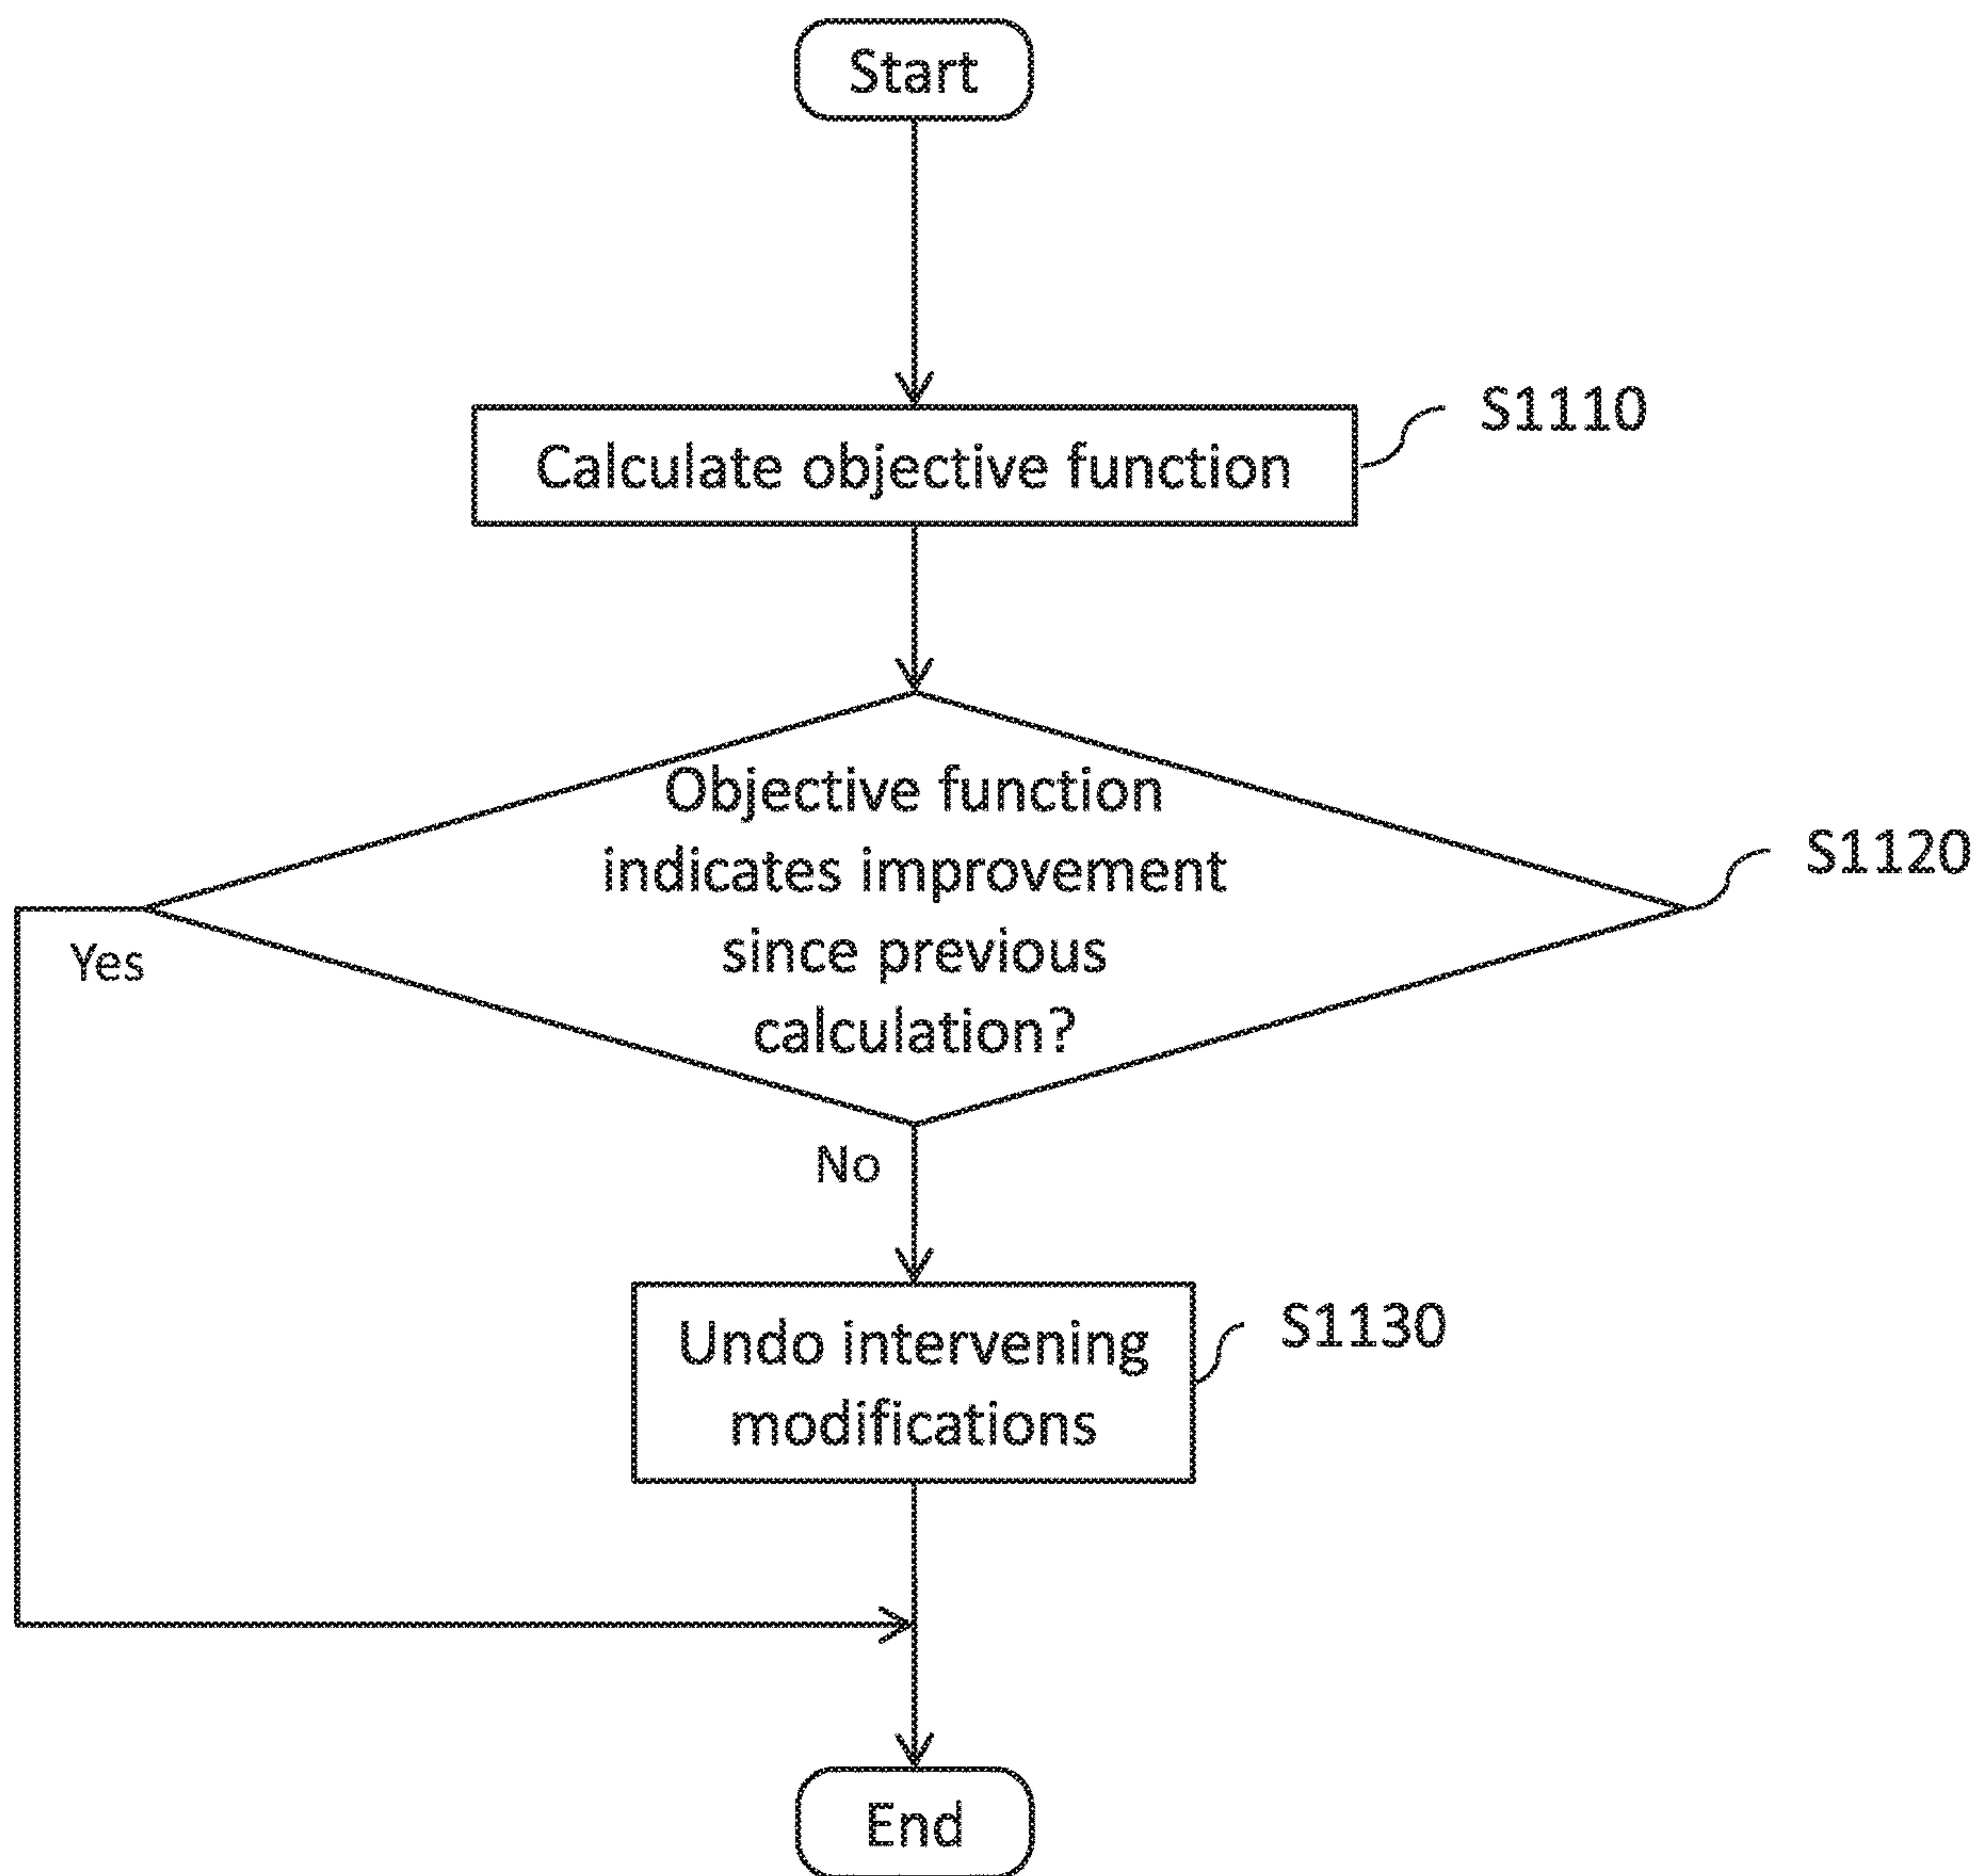 Start
Calculate objective function
S1110
Objective function
indicates improvement
since previous
calculation?
S1120
Yes
No
Undo intervening
modifications
S1130
End